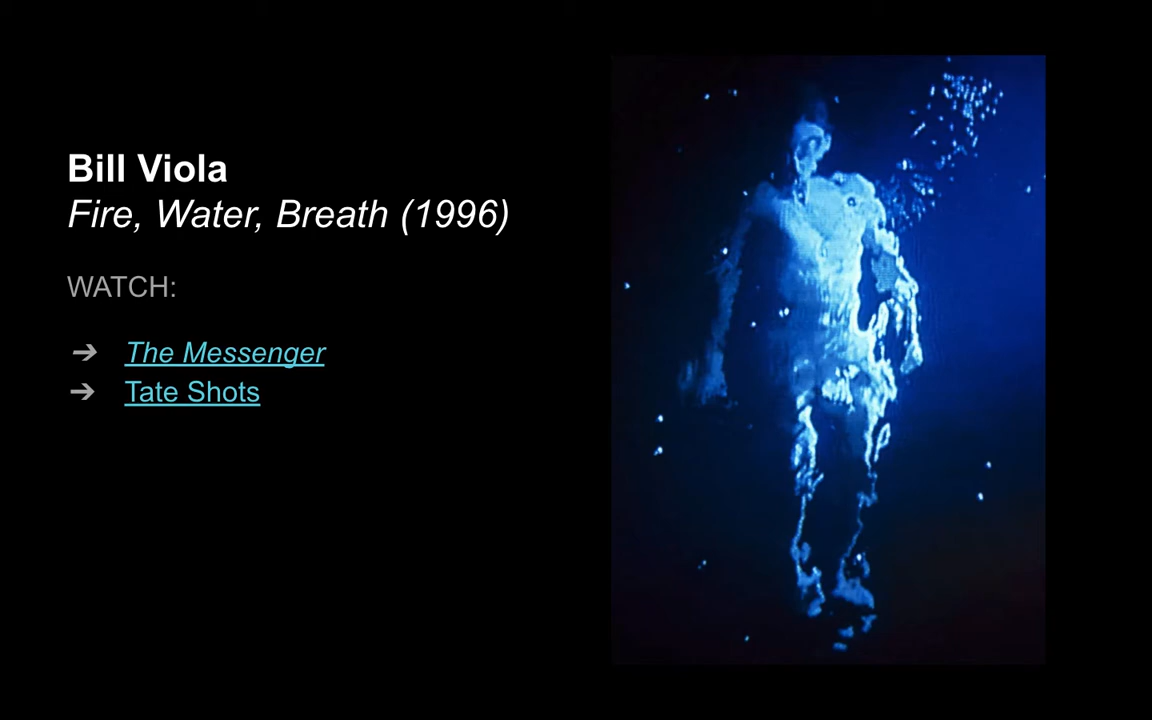 Bill Viola
Fire, Water, Breath (1996)
WATCH:
➔ The Messenger
➔ Tate Shots